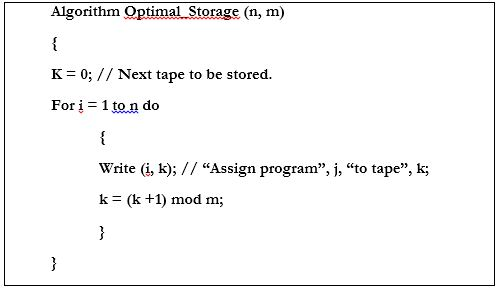 Algorithm Optimal_Storage (n, m)
{
K = 0; // Next tape to be stored.
For i = 1 to n do
{
Write (i, k); // “Assign program”, j, “to tape”, k;
k = (k +1) mod m;
}
}